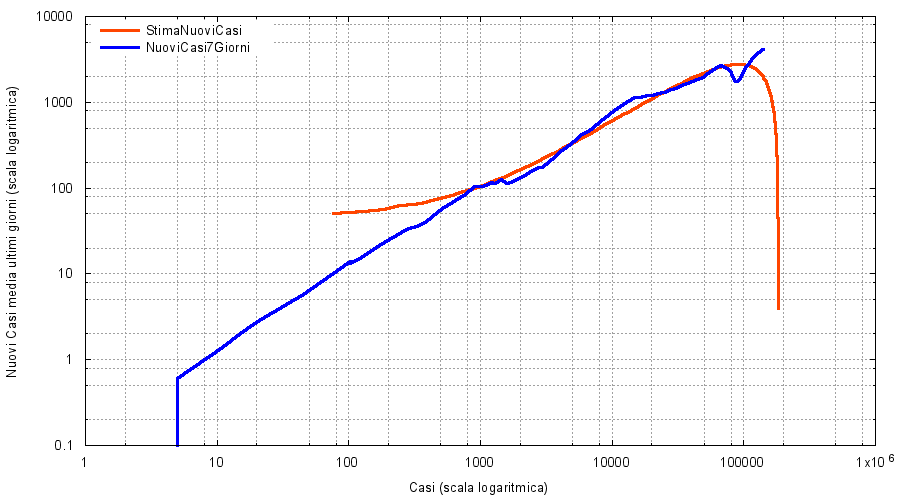 10000
StimaNuoviCasi
NuoviCasi7Giorni
1000
100
10
1
0.1
Nuovi Casi media ultimi giorni (scala logaritmica)
1 10 100 1000 10000 100000 1x10 6
Casi (scala logaritmica)